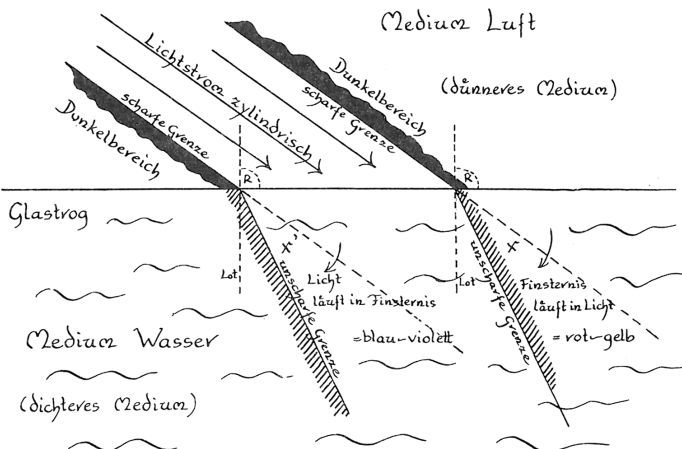 Medium Luft
(dünneres Medium)
Lichtstrom zylindrisch
Dunkelbereich
scharfe Grenze
scharfe Grenze
Dunkelbereich
R
R
Glastrog
x'
x
Lot
Lot
unscharfe Grenze
unscharfe Grenze
Licht
läuft in Finsternis
=blau-violett
Finsternis
läuft in Licht
=rot-gelb
Medium Wasser
(dichteres Medium)